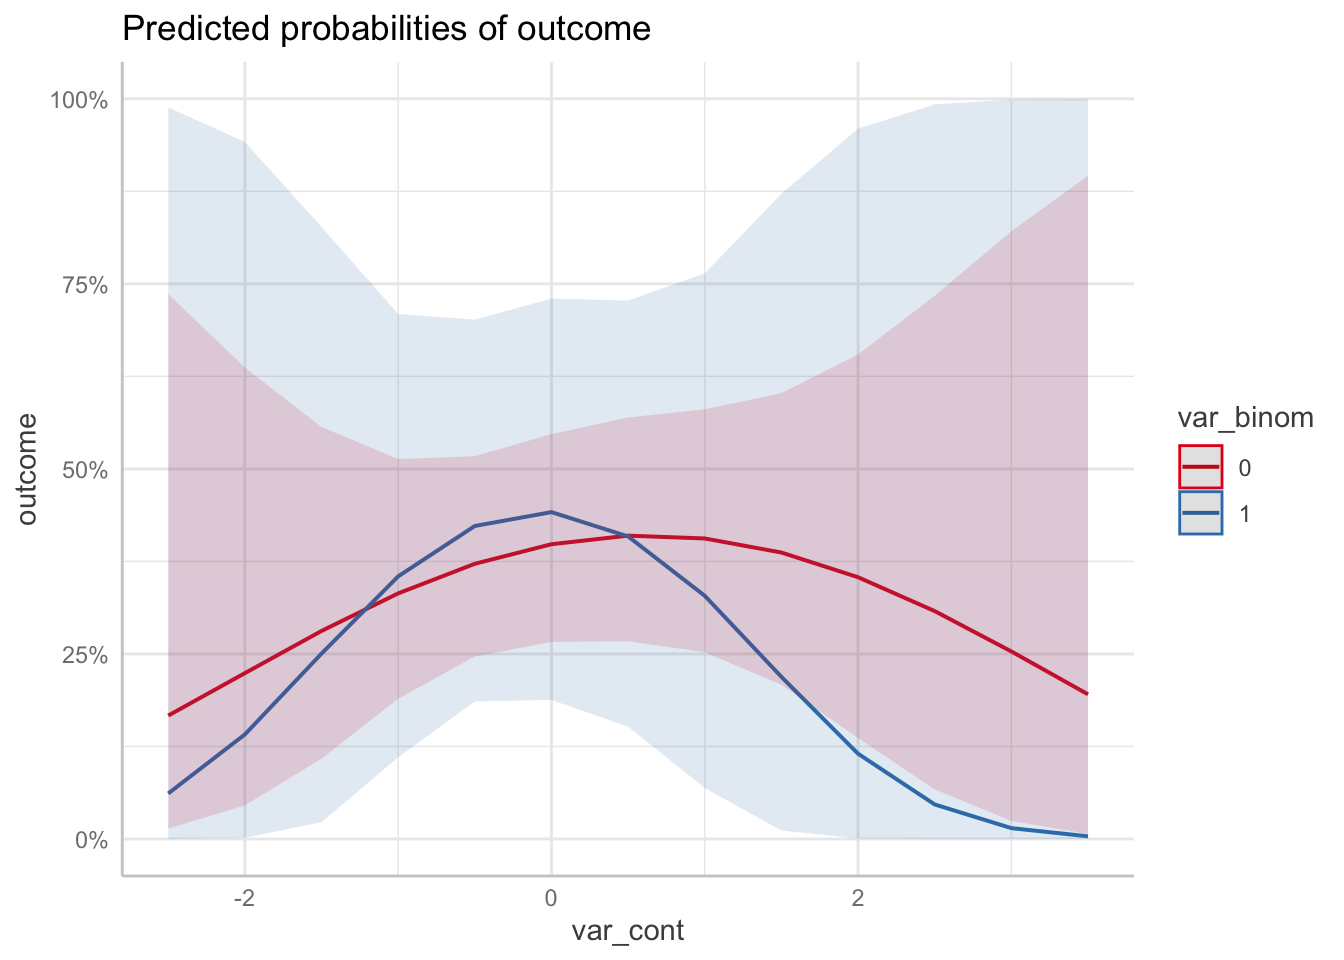 Predicted probabilities of outcome
100%
75%
50%
25%
0%
outcome
-2
0
2
var_cont
var_binom
0
1